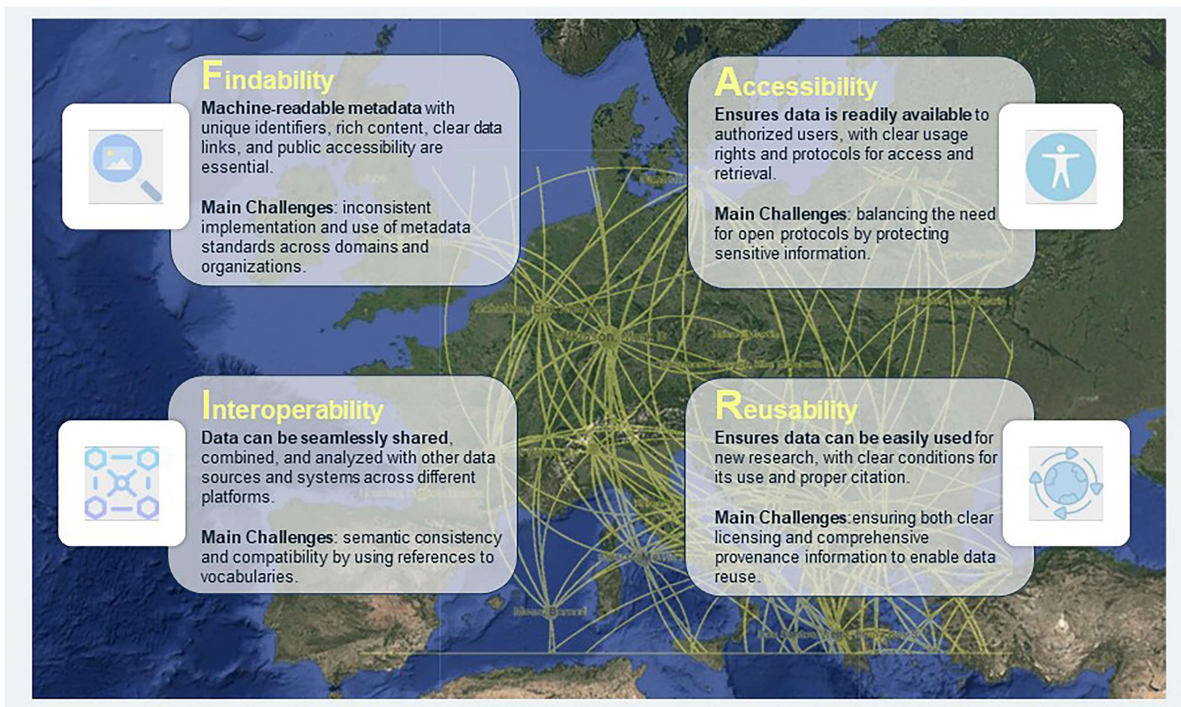 Findability
Machine-readable metadata with
unique identifiers, rich content, clear data
links, and public accessibility are
essential.
Main Challenges: inconsistent
implementation and use of metadata
standards across domains and
organizations.
Accessibility
Ensures data is readily available to
authorized users, with clear usage
rights and protocols for access and
retrieval.
Main Challenges: balancing the need
for open protocols by protecting
sensitive information.
Interoperability
Data can be seamlessly shared,
combined, and analyzed with other data
sources and systems across different
platforms.
Main Challenges: semantic consistency
and compatibility by using references to
vocabularies.
Reusability
Ensures data can be easily used for
new research, with clear conditions for
its use and proper citation.
Main Challenges:ensuring both clear
licensing and comprehensive
provenance information to enable data
reuse.